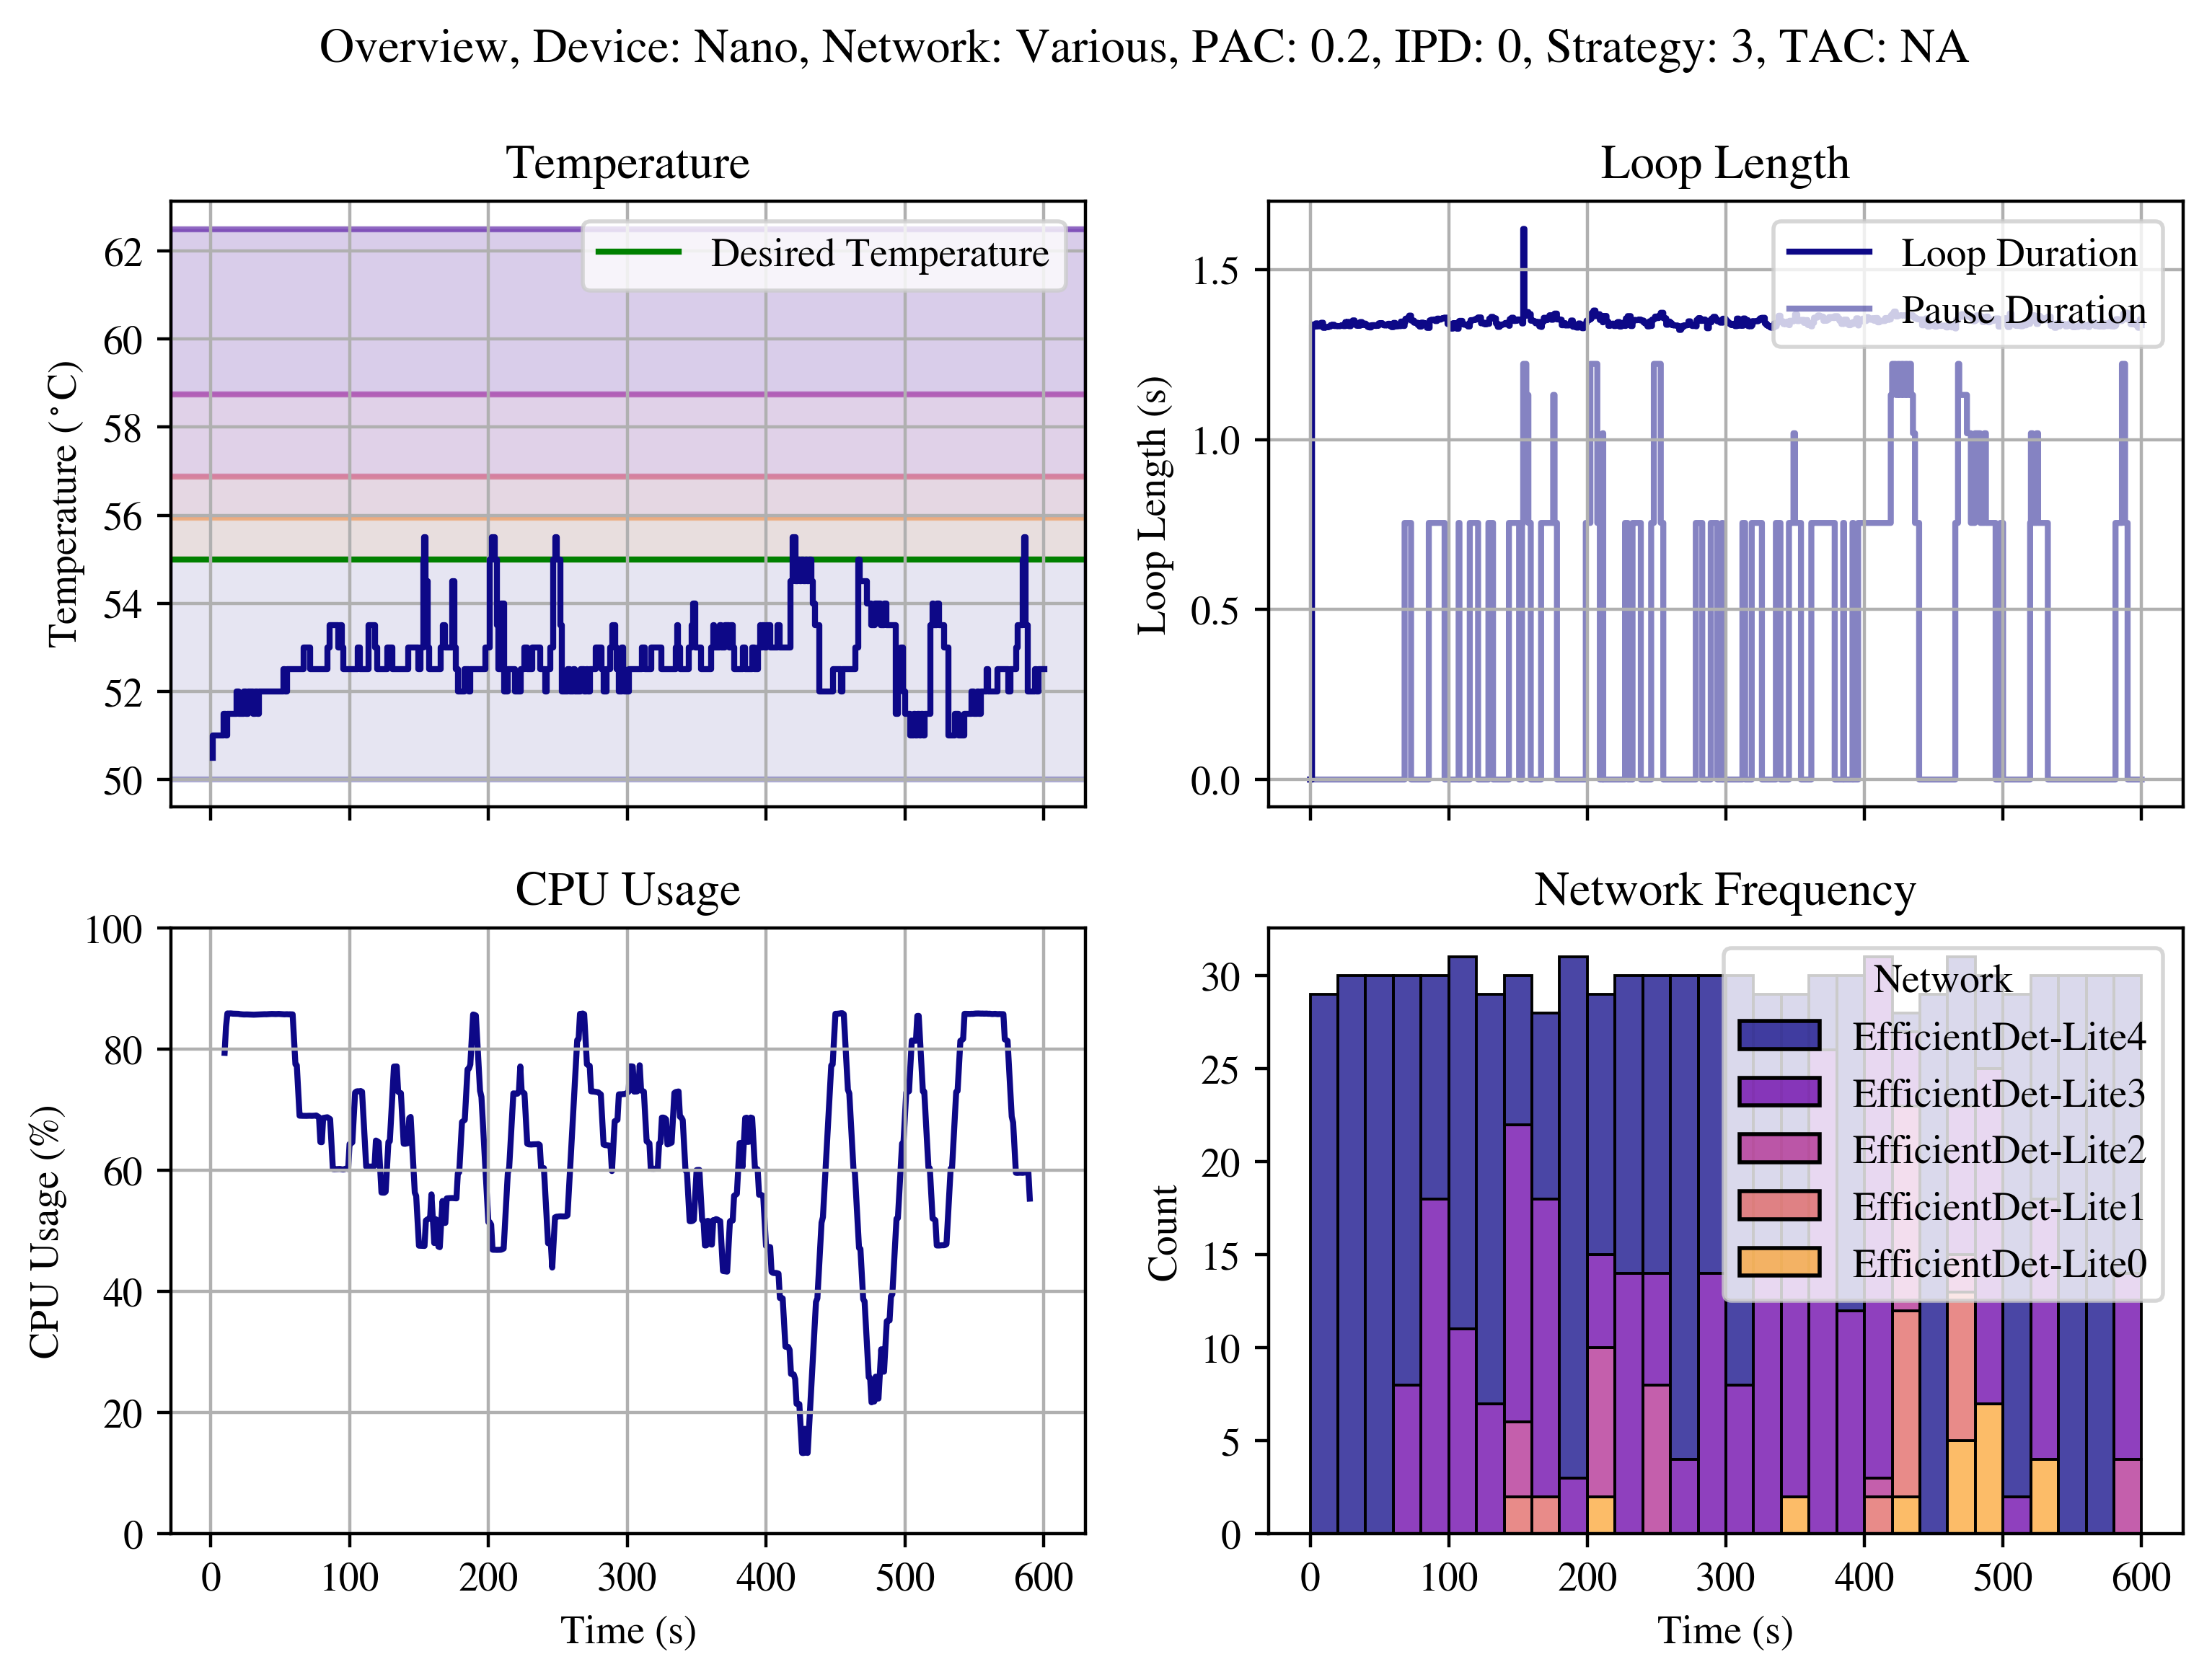 Overview, Device: Nano, Network: Various, PAC: 0.2, IPD: 0, Strategy: 3, TAC: NA
Temperature
Temperature (°C)
62
60
58
56
54
52
50
Desired Temperature
Loop Length
Loop Length (s)
1.5
1.0
0.5
0.0
Loop Duration
Pause Duration
CPU Usage
CPU Usage (%)
100
80
60
40
20
0
0 100 200 300 400 500 600
Time (s)
Network Frequency
Count
30
25
20
15
10
5
0
Network
EfficientDet-Lite4
EfficientDet-Lite3
EfficientDet-Lite2
EfficientDet-Lite1
EfficientDet-Lite0
0 100 200 300 400 500 600
Time (s)